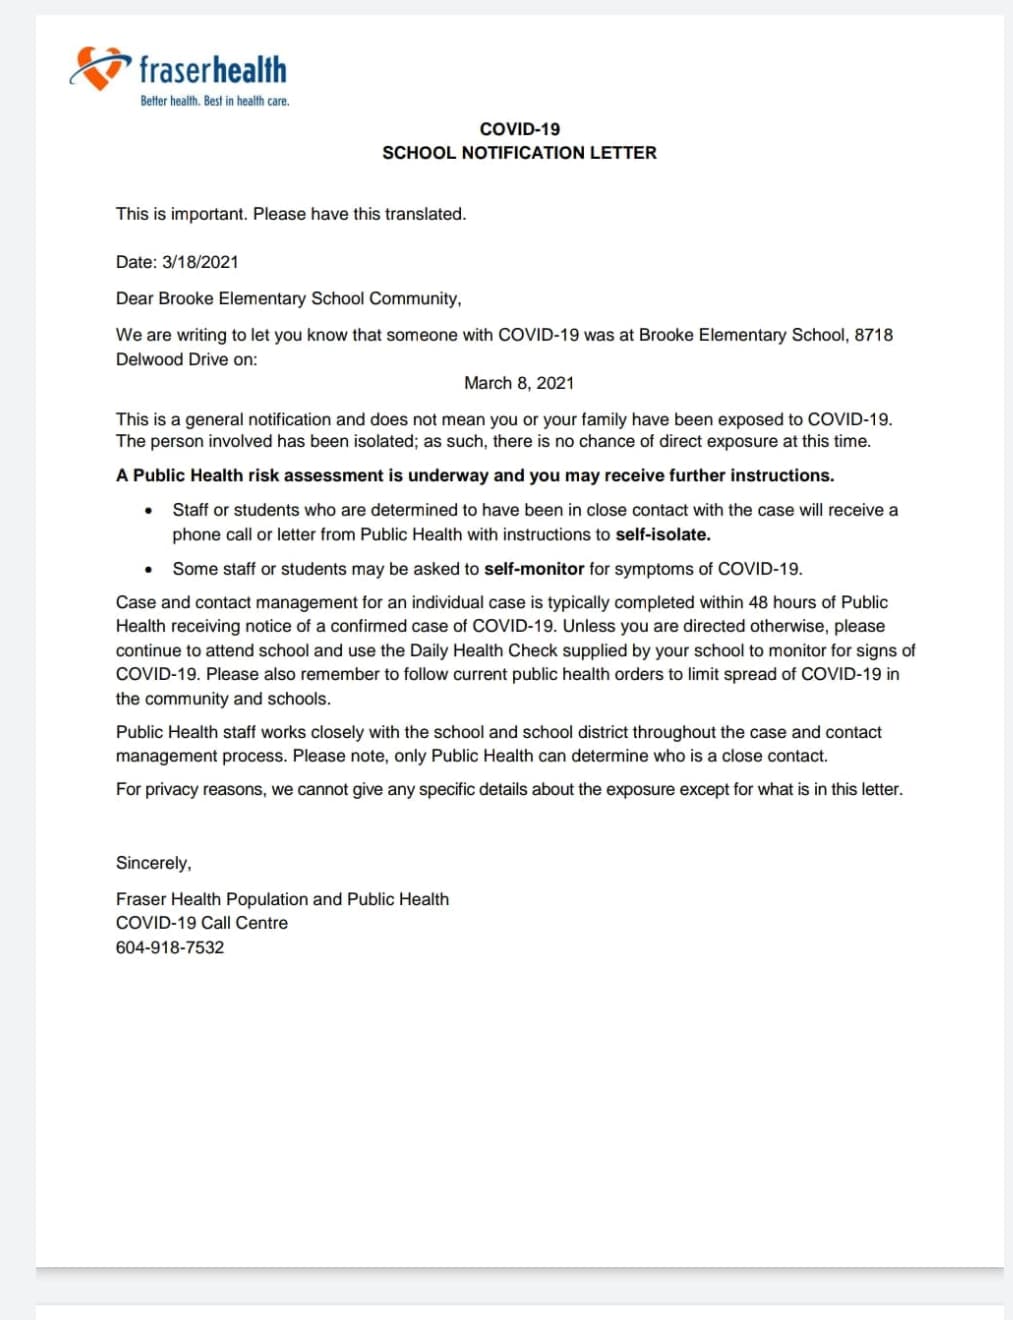 fraserhealth
Better health. Best in health care.
COVID-19
SCHOOL NOTIFICATION LETTER
This is important. Please have this translated.
Date: 3/18/2021
Dear Brooke Elementary School Community,
We are writing to let you know that someone with COVID-19 was at Brooke Elementary School, 8718
Delwood Drive on:
March 8, 2021
This is a general notification and does not mean you or your family have been exposed to COVID-19.
The person involved has been isolated; as such, there is no chance of direct exposure at this time.
A Public Health risk assessment is underway and you may receive further instructions.
• Staff or students who are determined to have been in close contact with the case will receive a
phone call or letter from Public Health with instructions to self-isolate.
• Some staff or students may be asked to self-monitor for symptoms of COVID-19.
Case and contact management for an individual case is typically completed within 48 hours of Public
Health receiving notice of a confirmed case of COVID-19. Unless you are directed otherwise, please
continue to attend school and use the Daily Health Check supplied by your school to monitor for signs of
COVID-19. Please also remember to follow current public health orders to limit spread of COVID-19 in
the community and schools.
Public Health staff works closely with the school and school district throughout the case and contact
management process. Please note, only Public Health can determine who is a close contact.
For privacy reasons, we cannot give any specific details about the exposure except for what is in this letter.
Sincerely,
Fraser Health Population and Public Health
COVID-19 Call Centre
604-918-7532